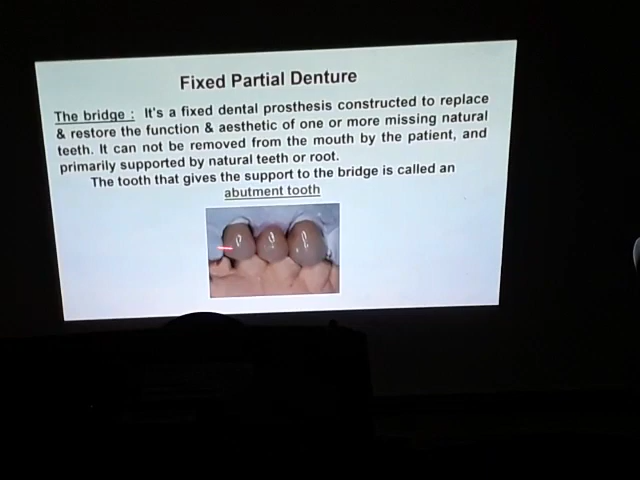 Fixed Partial Denture
The bridge : It's a fixed dental prosthesis constructed to replace
& restore the function & aesthetic of one or more missing natural
teeth. It can not be removed from the mouth by the patient, and
primarily supported by natural teeth or root.
The tooth that gives the support to the bridge is called an
abutment tooth